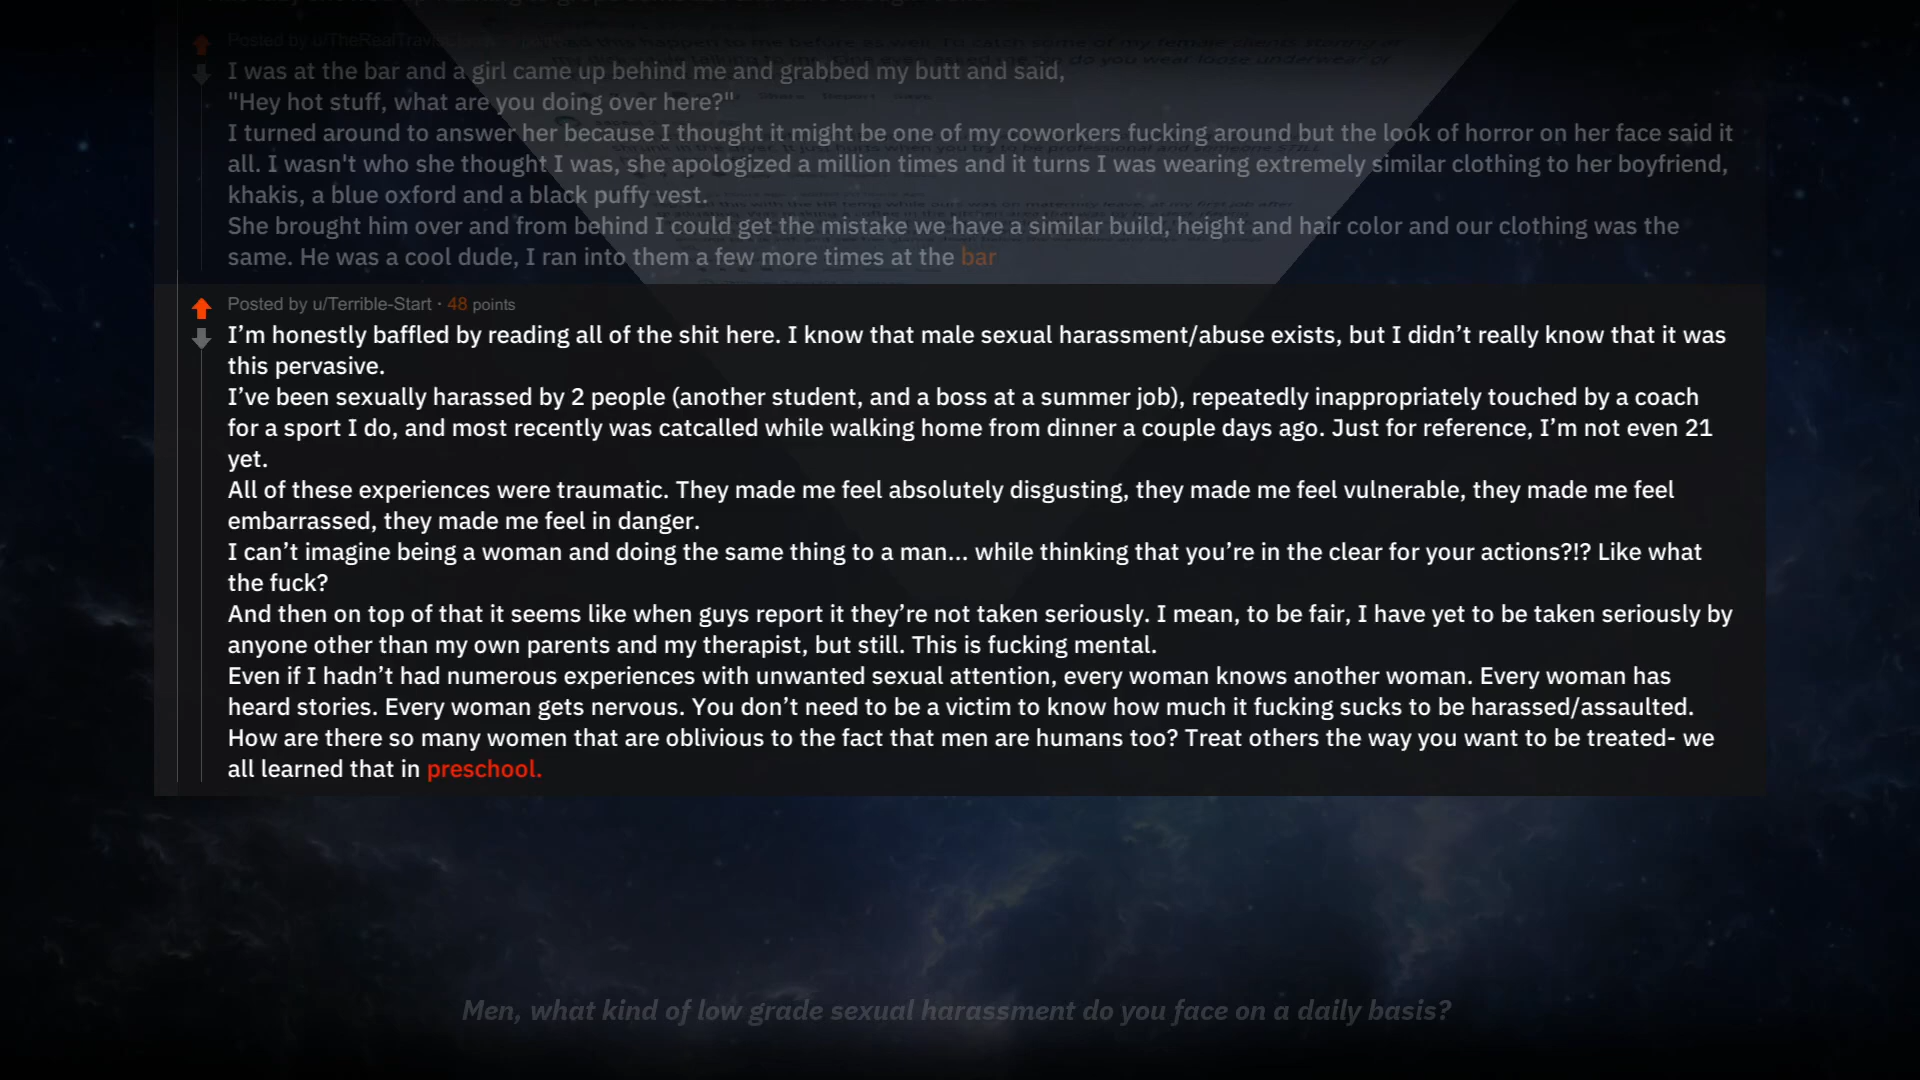 Posted by u/TheRealTravis
I was at the bar and a girl came up behind me and grabbed my butt and said,
"Hey hot stuff, what are you doing over here?"
I turned around to answer her because I thought it might be one of my coworkers fucking around but the look of horror on her face said it
all. I wasn't who she thought I was, she apologized a million times and it turns I was wearing extremely similar clothing to her boyfriend,
khakis, a blue oxford and a black puffy vest.
She brought him over and from behind I could get the mistake we have a similar build, height and hair color and our clothing was the
same. He was a cool dude, I ran into them a few more times at the bar
Posted by u/Terrible-Start · 48 points
I’m honestly baffled by reading all of the shit here. I know that male sexual harassment/abuse exists, but I didn’t really know that it was
this pervasive.
I’ve been sexually harassed by 2 people (another student, and a boss at a summer job), repeatedly inappropriately touched by a coach
for a sport I do, and most recently was catcalled while walking home from dinner a couple days ago. Just for reference, I’m not even 21
yet.
All of these experiences were traumatic. They made me feel absolutely disgusting, they made me feel vulnerable, they made me feel
embarrassed, they made me feel in danger.
I can’t imagine being a woman and doing the same thing to a man... while thinking that you’re in the clear for your actions?!? Like what
the fuck?
And then on top of that it seems like when guys report it they’re not taken seriously. I mean, to be fair, I have yet to be taken seriously by
anyone other than my own parents and my therapist, but still. This is fucking mental.
Even if I hadn’t had numerous experiences with unwanted sexual attention, every woman knows another woman. Every woman has
heard stories. Every woman gets nervous. You don’t need to be a victim to know how much it fucking sucks to be harassed/assaulted.
How are there so many women that are oblivious to the fact that men are humans too? Treat others the way you want to be treated- we
all learned that in preschool.
Men, what kind of low grade sexual harassment do you face on a daily basis?